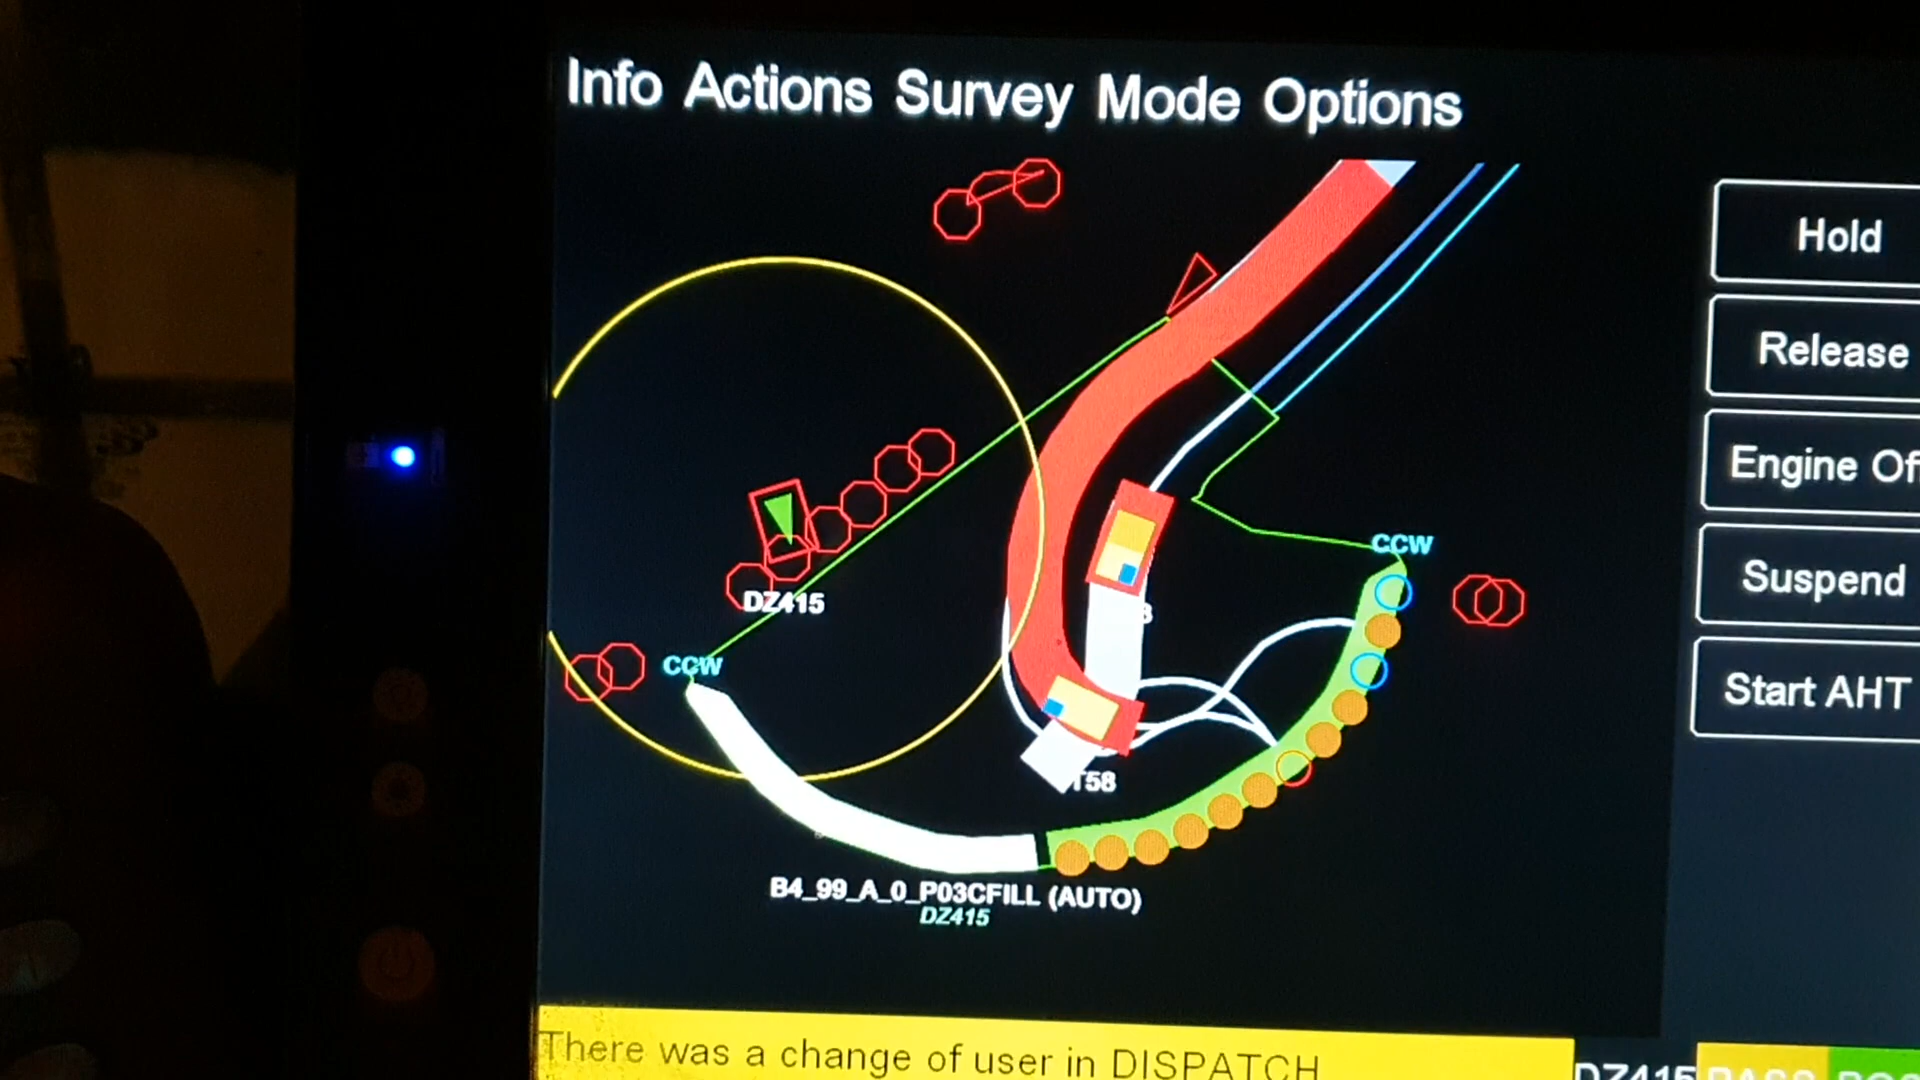 Info Actions Survey Mode Options
Hold
Release
Engine Of
Suspend
Start AHT
CCW
DZ415
CCW
T58
B4_99_A_0_P03CFILL (AUTO)
DZ415
There was a change of user in DISPATCH
DZ415